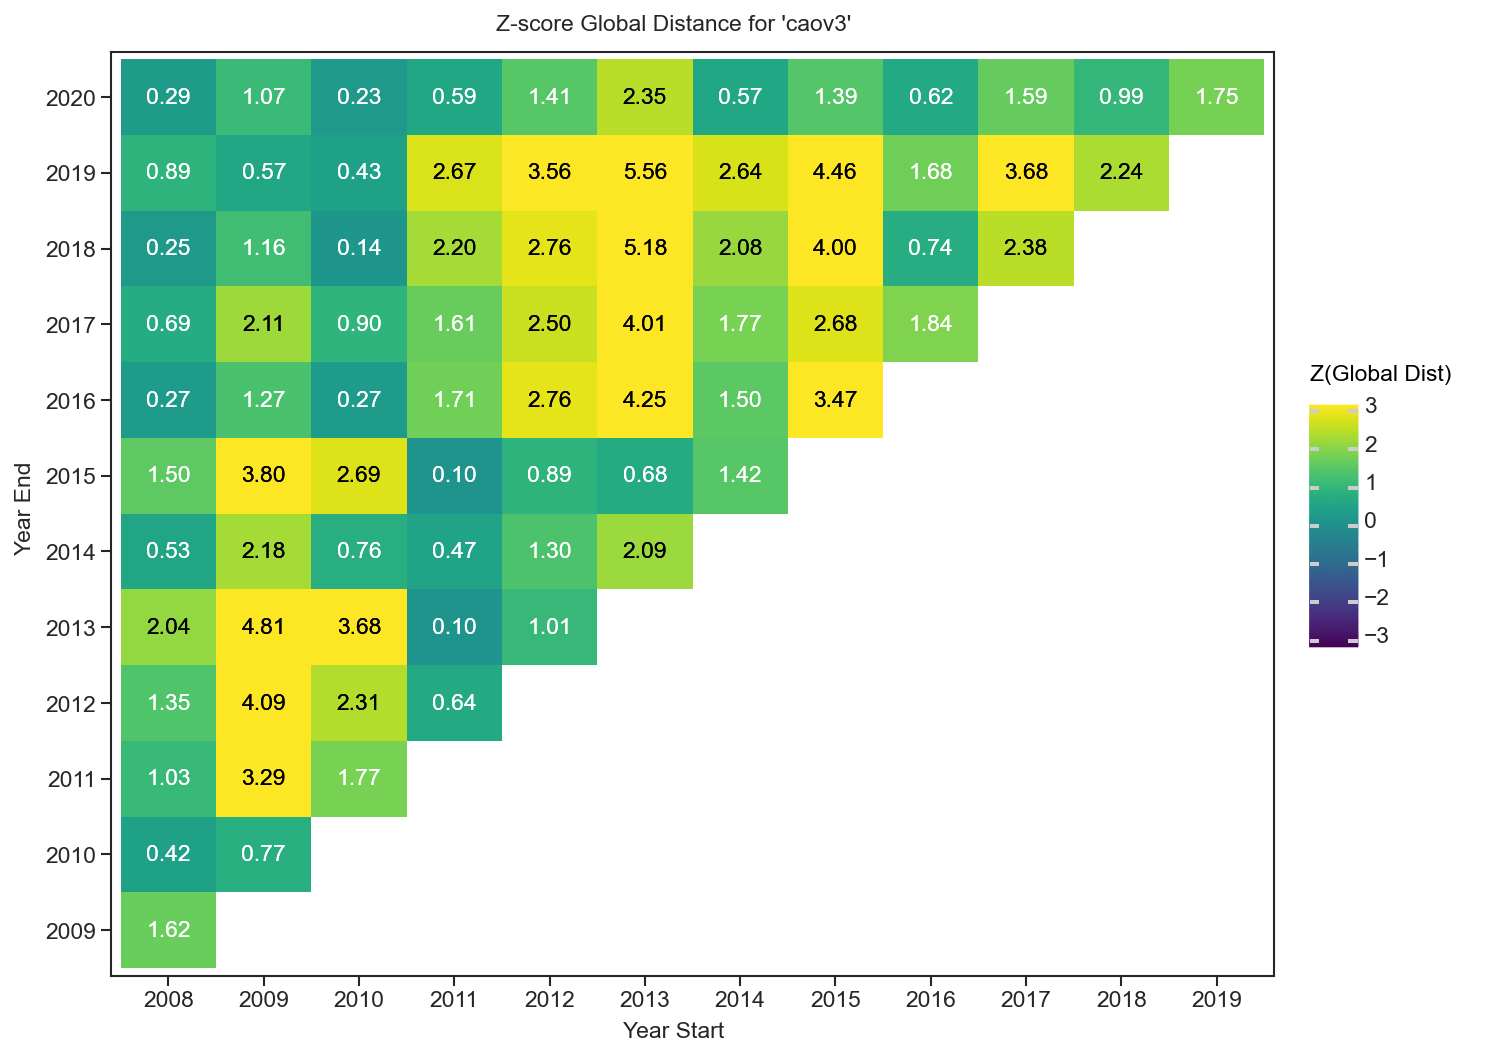 Z-score Global Distance for 'caov3'
2020 0.29 1.07 0.23 0.59 1.41 2.35 0.57 1.39 0.62 1.59 0.99 1.75
2019 0.89 0.57 0.43 2.67 3.56 5.56 2.64 4.46 1.68 3.68 2.24
2018 0.25 1.16 0.14 2.20 2.76 5.18 2.08 4.00 0.74 2.38
2017 0.69 2.11 0.90 1.61 2.50 4.01 1.77 2.68 1.84
2016 0.27 1.27 0.27 1.71 2.76 4.25 1.50 3.47
2015 1.50 3.80 2.69 0.10 0.89 0.68 1.42
2014 0.53 2.18 0.76 0.47 1.30 2.09
2013 2.04 4.81 3.68 0.10 1.01
2012 1.35 4.09 2.31 0.64
2011 1.03 3.29 1.77
2010 0.42 0.77
2009 1.62
2008 2009 2010 2011 2012 2013 2014 2015 2016 2017 2018 2019
Year Start
Year End
Z(Global Dist)
3
2
1
0
−1
−2
−3